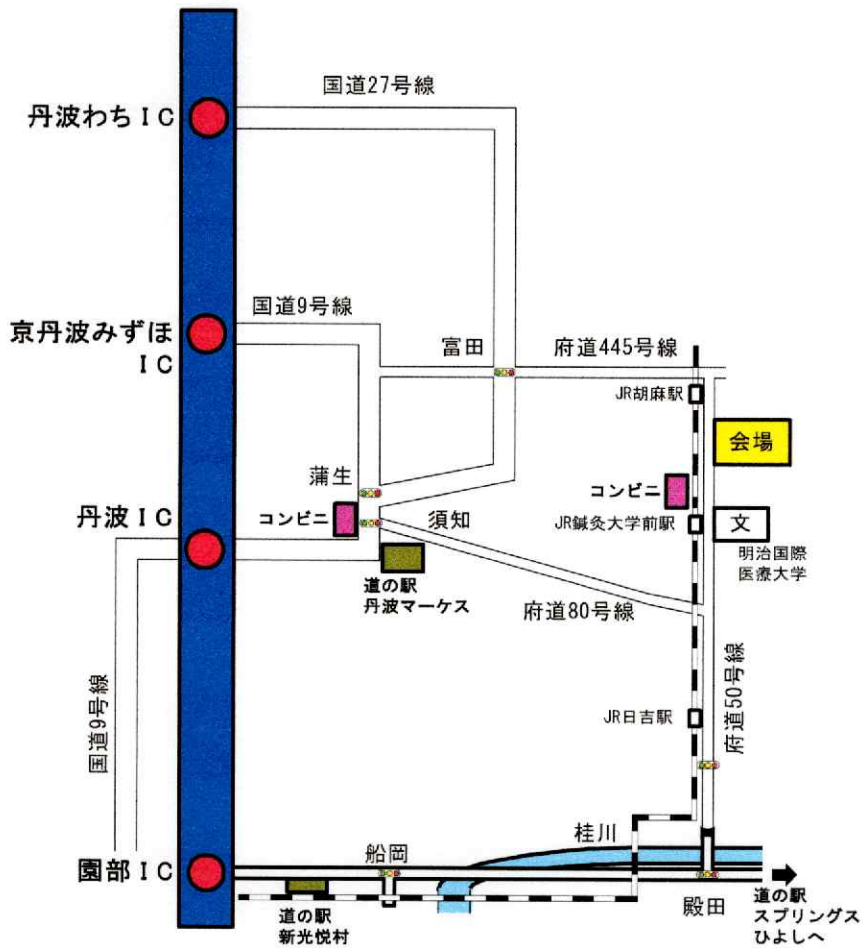 国道27号線
丹波わちＩＣ
国道9号線
京丹波みずほ
ＩＣ
富田
府道445号線
JR胡麻駅
会場
蒲生
コンビニ
丹波ＩＣ
コンビニ
須知
JR鍼灸大学前駅
文
明治国際
医療大学
道の駅
丹波マーケス
府道80号線
国道9号線
府道50号線
JR日吉駅
桂川
船岡
園部ＩＣ
殿田
道の駅
新光悦村
道の駅
スプリングス
ひよしへ